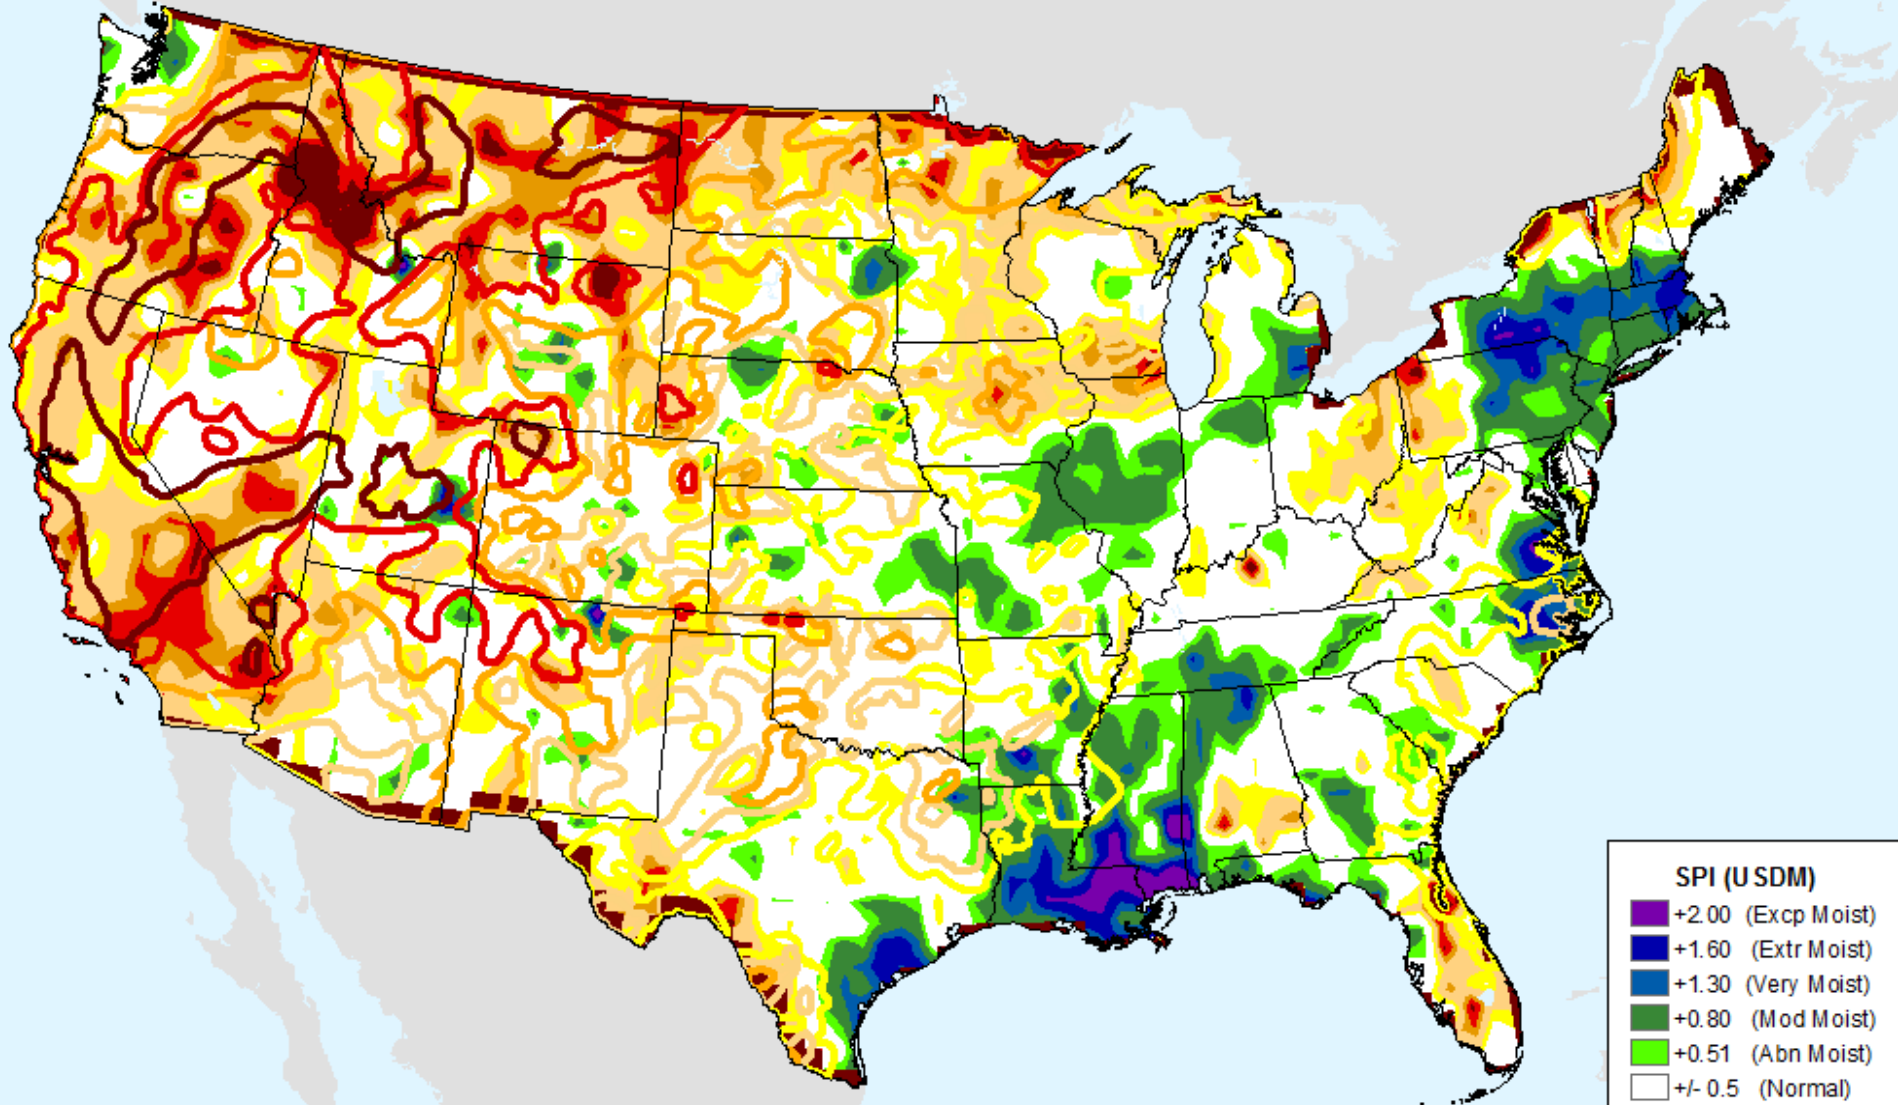 SPI (USDM)
+2.00 (Excp Moist)
+1.60 (Extr Moist)
+1.30 (Very Moist)
+0.80 (Mod Moist)
+0.51 (Abn Moist)
+/- 0.5 (Normal)